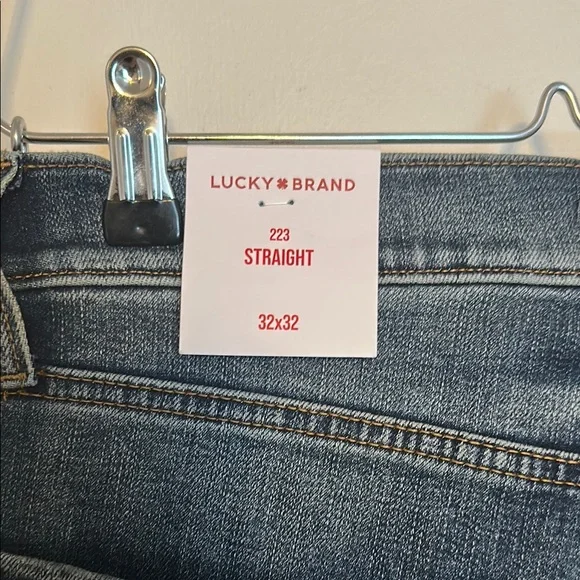 LUCKY BRAND
223
STRAIGHT
32x32